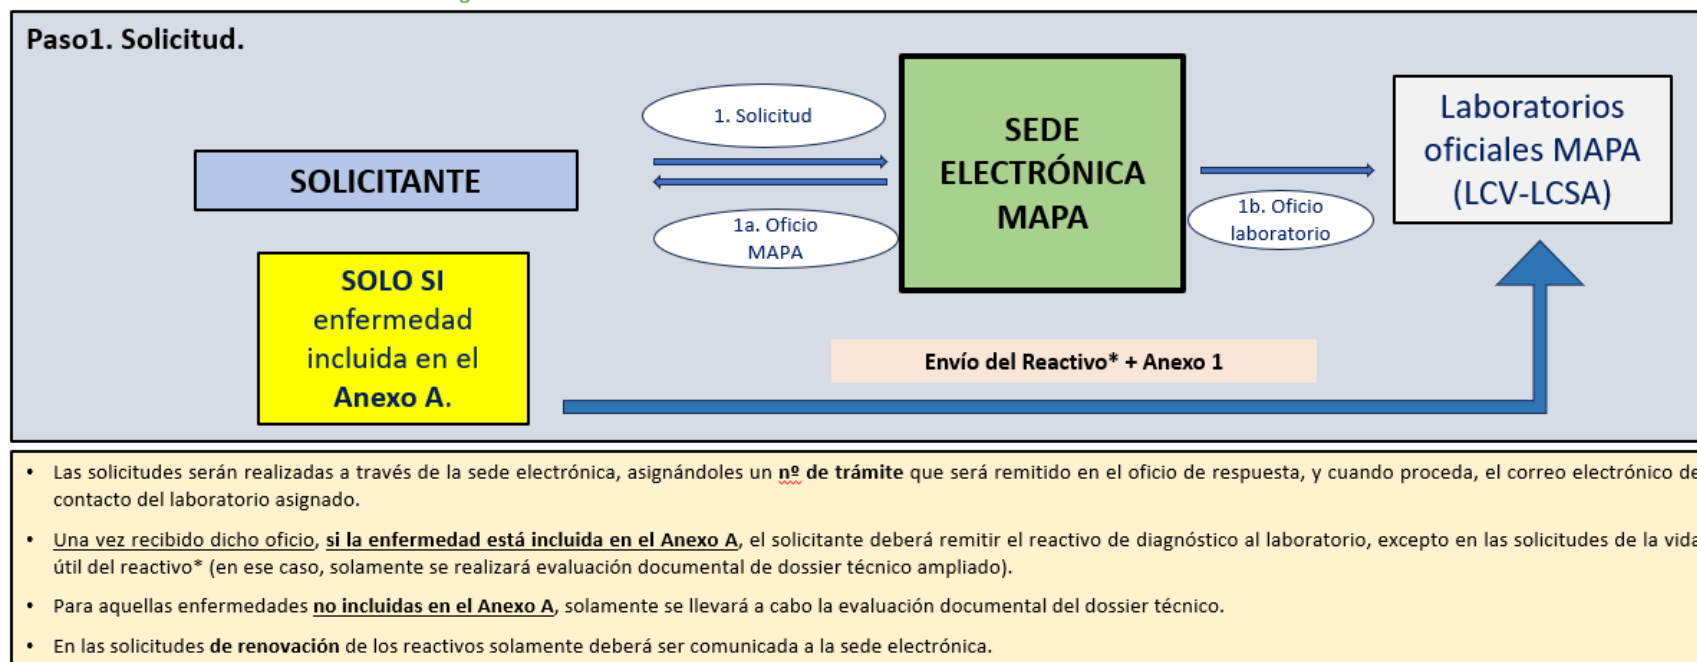 Paso1. Solicitud.
1. Solicitud
SOLICITANTE
1a. Oficio
MAPA
SEDE
ELECTRÓNICA
MAPA
1b. Oficio
laboratorio
Laboratorios
oficiales MAPA
(LCV-LCSA)
SOLO SI
enfermedad
incluida en el
Anexo A.
Envío del Reactivo* + Anexo 1
• Las solicitudes serán realizadas a través de la sede electrónica, asignándoles un nº de trámite que será remitido en el oficio de respuesta, y cuando proceda, el correo electrónico de
contacto del laboratorio asignado.
• Una vez recibido dicho oficio, si la enfermedad está incluida en el Anexo A, el solicitante deberá remitir el reactivo de diagnóstico al laboratorio, excepto en las solicitudes de la vida
útil del reactivo* (en ese caso, solamente se realizará evaluación documental de dossier técnico ampliado).
• Para aquellas enfermedades no incluidas en el Anexo A, solamente se llevará a cabo la evaluación documental del dossier técnico.
• En las solicitudes de renovación de los reactivos solamente deberá ser comunicada a la sede electrónica.